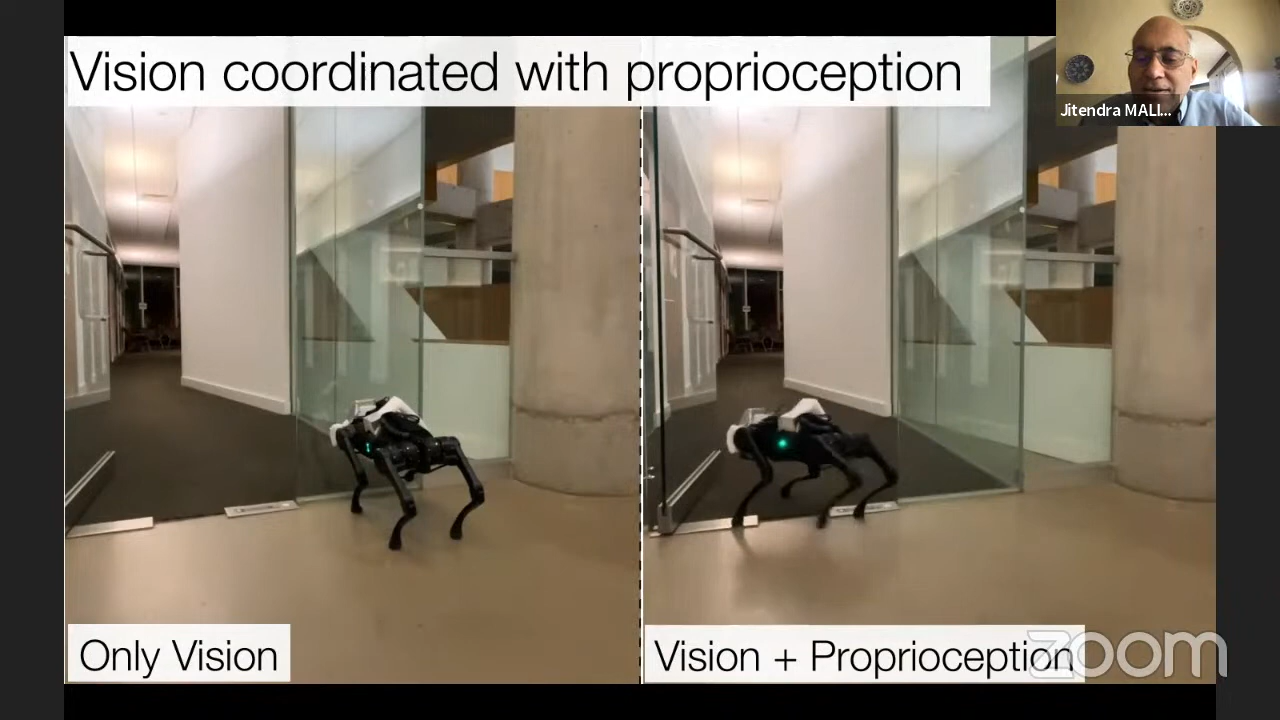 Vision coordinated with proprioception
Jitendra MALI...
Only Vision
Vision + Proprioception
zoom